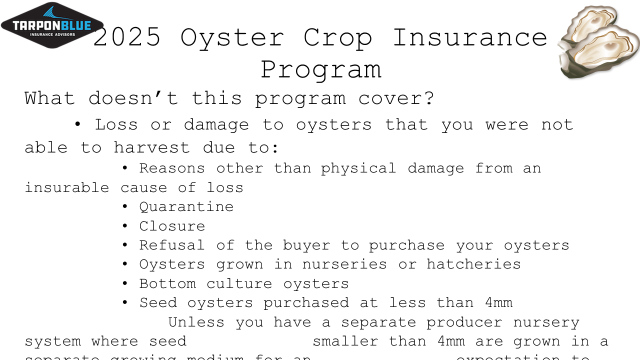 TARPONBLUE
INSURANCE ADVISORS
2025 Oyster Crop Insurance
Program
What doesn’t this program cover?
• Loss or damage to oysters that you were not
able to harvest due to:
• Reasons other than physical damage from an
insurable cause of loss
• Quarantine
• Closure
• Refusal of the buyer to purchase your oysters
• Oysters grown in nurseries or hatcheries
• Bottom culture oysters
• Seed oysters purchased at less than 4mm
Unless you have a separate producer nursery
system where seed smaller than 4mm are grown in a
separate growing medium for an expectation to